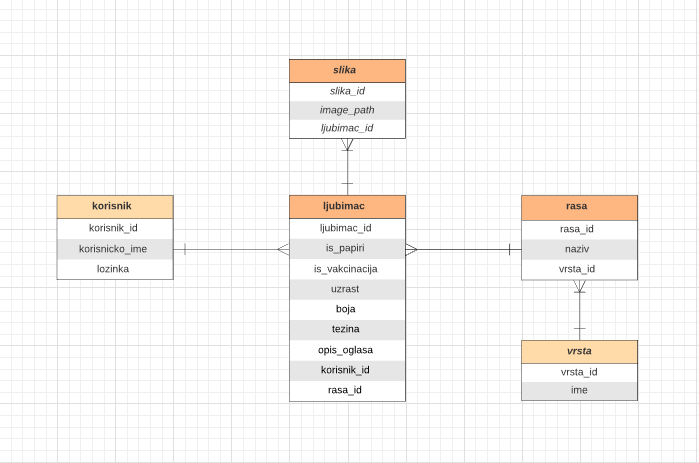 slika
slika_id
image_path
ljubimac_id
korisnik
korisnik_id
korisnicko_ime
lozinka
ljubimac
ljubimac_id
is_papiri
is_vakcinacija
uzrast
boja
tezina
opis_oglasa
korisnik_id
rasa_id
rasa
rasa_id
naziv
vrsta_id
vrsta
vrsta_id
ime